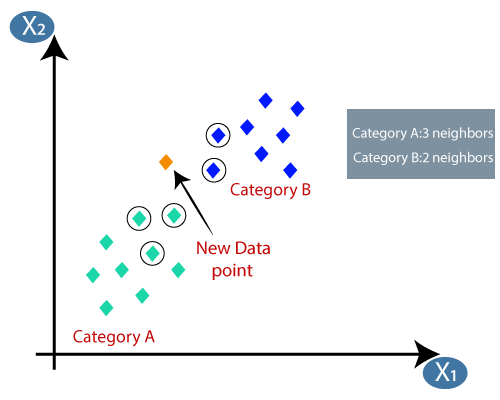 X2
Category A:3 neighbors
Category B:2 neighbors
Category B
New Data
point
Category A
X1